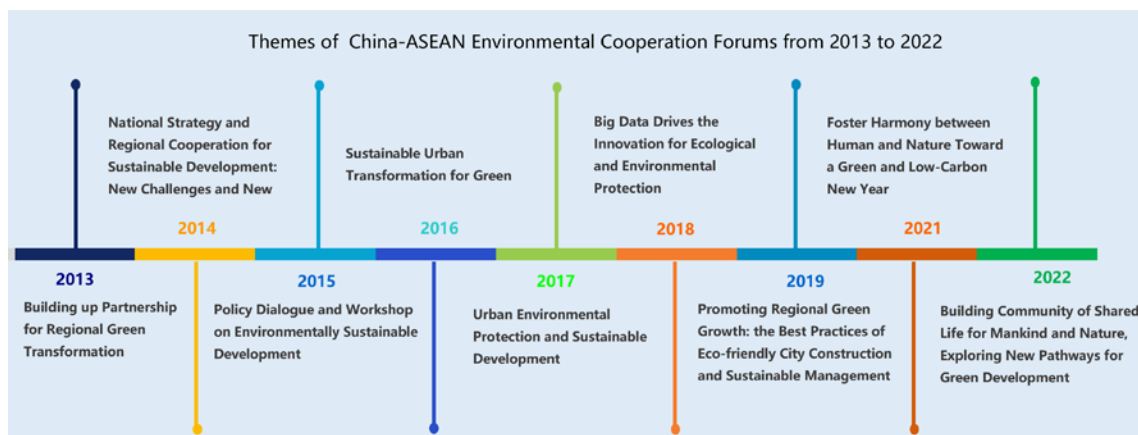 Themes of China-ASEAN Environmental Cooperation Forums from 2013 to 2022
2013
Building up Partnership
for Regional Green
Transformation
National Strategy and
Regional Cooperation for
Sustainable Development:
New Challenges and New
2014
2015
Policy Dialogue and Workshop
on Environmentally Sustainable
Development
Sustainable Urban
Transformation for Green
2016
2017
Urban Environmental
Protection and Sustainable
Development
Big Data Drives the
Innovation for Ecological
and Environmental
Protection
2018
2019
Promoting Regional Green
Growth: the Best Practices of
Eco-friendly City Construction
and Sustainable Management
Foster Harmony between
Human and Nature Toward
a Green and Low-Carbon
New Year
2021
2022
Building Community of Shared
Life for Mankind and Nature,
Exploring New Pathways for
Green Development